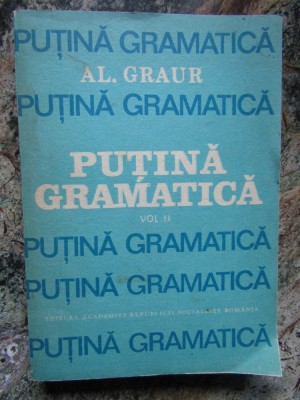 PUȚINĂ GRAMATICĂ
AL. GRAUR
PUȚINĂ GRAMATICĂ
PUȚINĂ
GRAMATICĂ
VOL II
PUȚINĂ GRAMATICĂ
PUȚINĂ GRAMATICĂ
EDITURA ACADEMIEI REPUBLICII SOCIALISTE ROMÂNIA
PUȚINĂ GRAMATICĂ